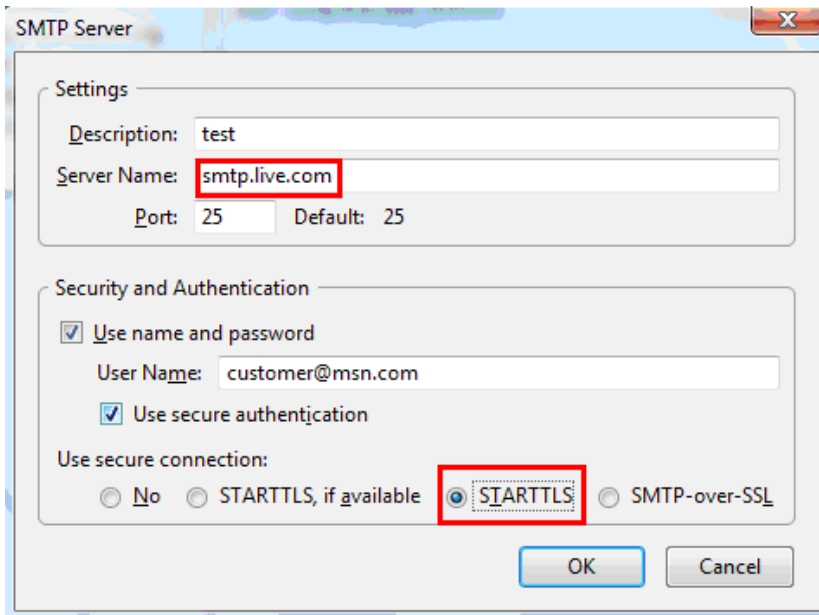 SMTP Server
Settings
Description: test
Server Name: smtp.live.com
Port: 25 Default: 25
Security and Authentication
Use name and password
User Name: customer@msn.com
Use secure authentication
Use secure connection:
No STARTTLS, if available STARTTLS SMTP-over-SSL
OK Cancel